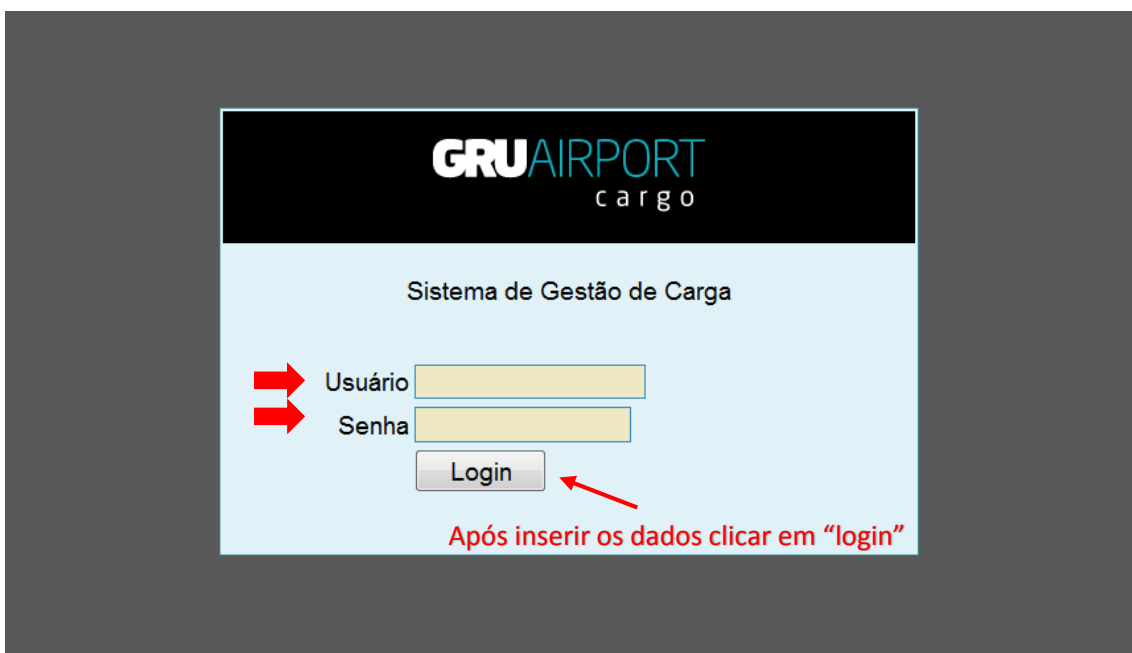 GRUAIRPORT
cargo
Sistema de Gestão de Carga
Usuário
Senha
Login
Após inserir os dados clicar em “login”